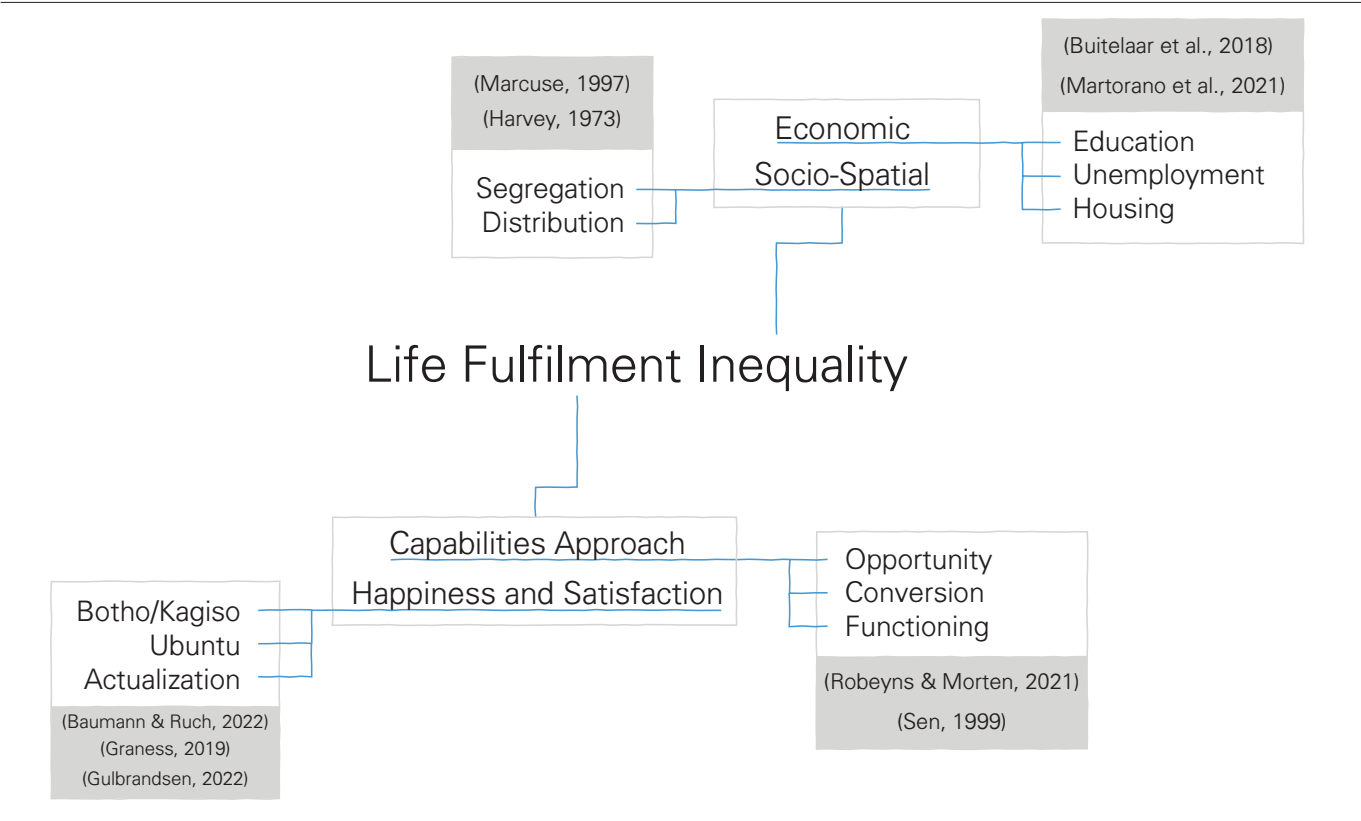 (Buitelaar et al., 2018)
(Martorano et al., 2021)
(Marcuse, 1997)
(Harvey, 1973)
Economic
Socio-Spatial
Education
Unemployment
Housing
Segregation
Distribution
Life Fulfilment Inequality
Capabilities Approach
Happiness and Satisfaction
Opportunity
Conversion
Functioning
(Robeyns & Morten, 2021)
(Sen, 1999)
Botho/Kagiso
Ubuntu
Actualization
(Baumann & Ruch, 2022)
(Graness, 2019)
(Gulbrandsen, 2022)